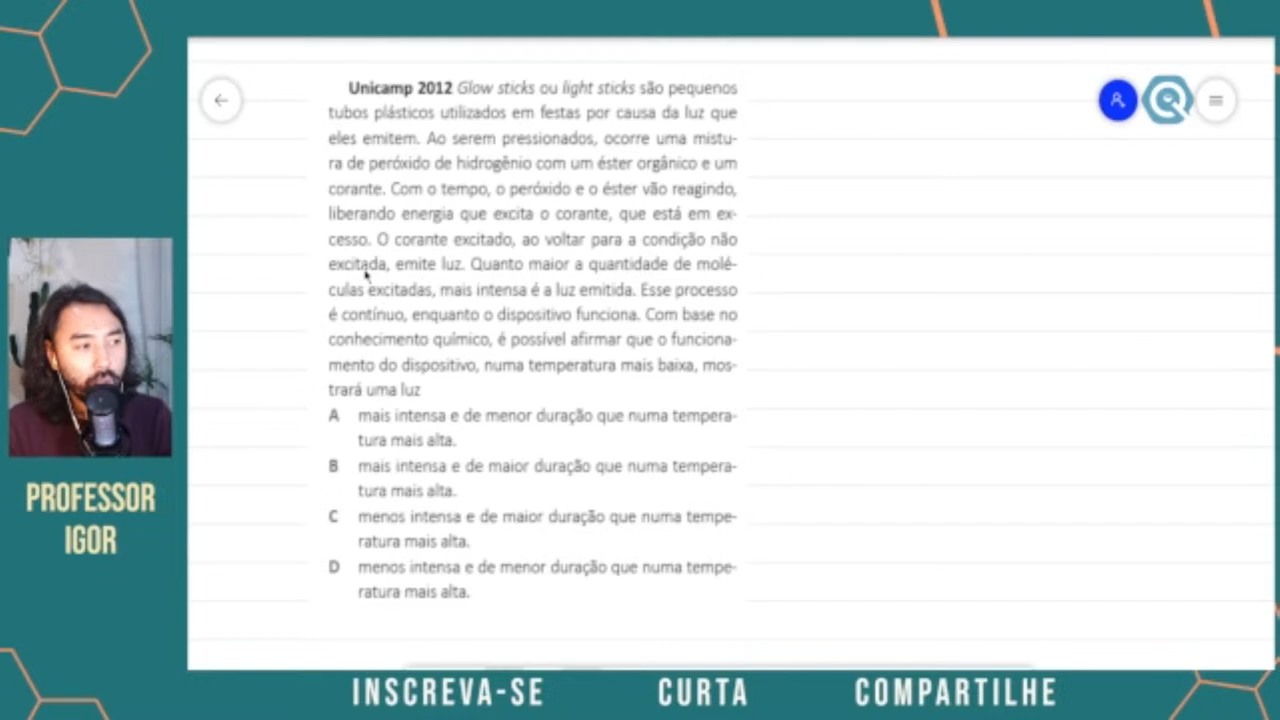 Unicamp 2012 Glow sticks ou light sticks são pequenos
tubos plásticos utilizados em festas por causa da luz que
eles emitem. Ao serem pressionados, ocorre uma mistu-
ra de peróxido de hidrogênio com um éster orgânico e um
corante. Com o tempo, o peróxido e o éster vão reagindo,
liberando energia que excita o corante, que está em ex-
cesso. O corante excitado, ao voltar para a condição não
excitada, emite luz. Quanto maior a quantidade de molé-
culas excitadas, mais intensa é a luz emitida. Esse processo
é contínuo, enquanto o dispositivo funciona. Com base no
conhecimento químico, é possível afirmar que o funciona-
mento do dispositivo, numa temperatura mais baixa, mos-
trará uma luz
A mais intensa e de menor duração que numa tempera-
tura mais alta.
B mais intensa e de maior duração que numa tempera-
tura mais alta.
C menos intensa e de maior duração que numa tempe-
ratura mais alta.
D menos intensa e de menor duração que numa tempe-
ratura mais alta.
PROFESSOR
IGOR
INSCREVA-SE CURTA COMPARTILHE